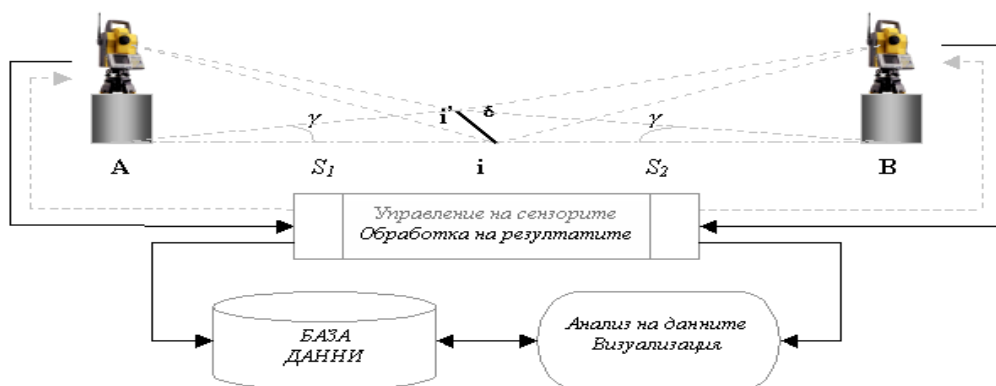 i' δ
γ γ
A S₁ i S₂ B
Управление на сензорите
Обработка на резултатите
БАЗА
ДАННИ
Анализ на данните
Визуализация